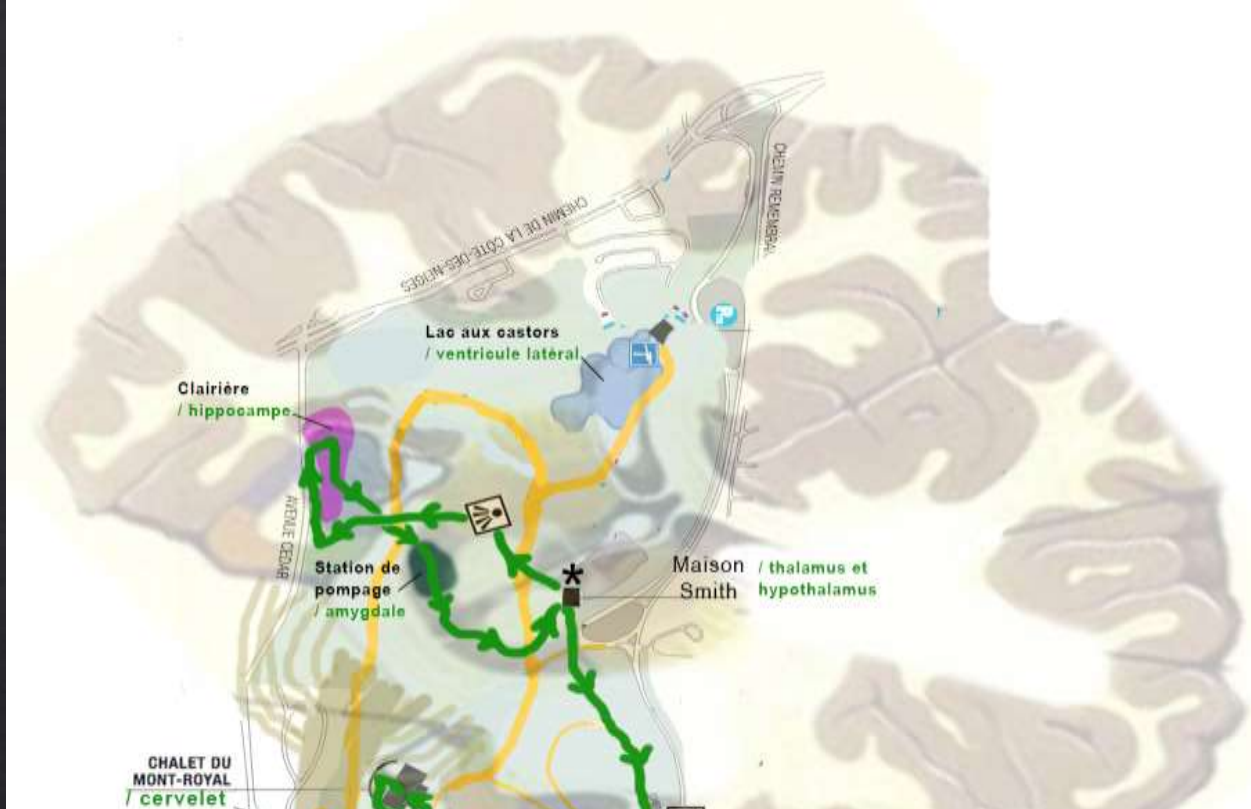 CHEMIN REMEMBRA
CHEMIN DE LA CÔTE-DES-NEIGES
Lac aux castors
/ ventricule latéral
Clairière
/ hippocampe
AVENUE CEDAR
Station de
pompage
/ amygdale
*
Maison
Smith
/ thalamus et
hypothalamus
CHALET DU
MONT-ROYAL
/ cervelet